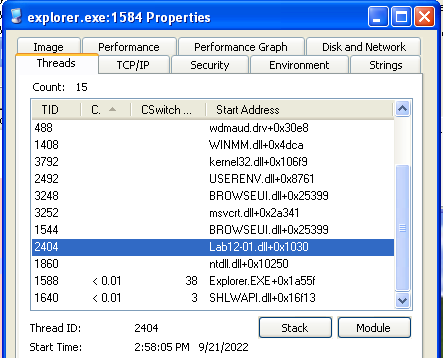 explorer.exe:1584 Properties
Image Performance Performance Graph Disk and Network
Threads TCP/IP Security Environment Strings
Count: 15
TID C. CSwitch ... Start Address
488 wdmaud.drv+0x30e8
1408 WINMM.dll+0x4dca
3792 kernel32.dll+0x106f9
2492 USERENV.dll+0x8761
3248 BROWSEUI.dll+0x25399
3252 msvcrt.dll+0x2a341
1544 BROWSEUI.dll+0x25399
2404 Lab12-01.dll+0x1030
1860 ntdll.dll+0x10250
1588 < 0.01 38 Explorer.EXE+0x1a55f
1640 < 0.01 3 SHLWAPI.dll+0x16f13
Thread ID: 2404 Stack Module
Start Time: 2:58:05 PM 9/21/2022